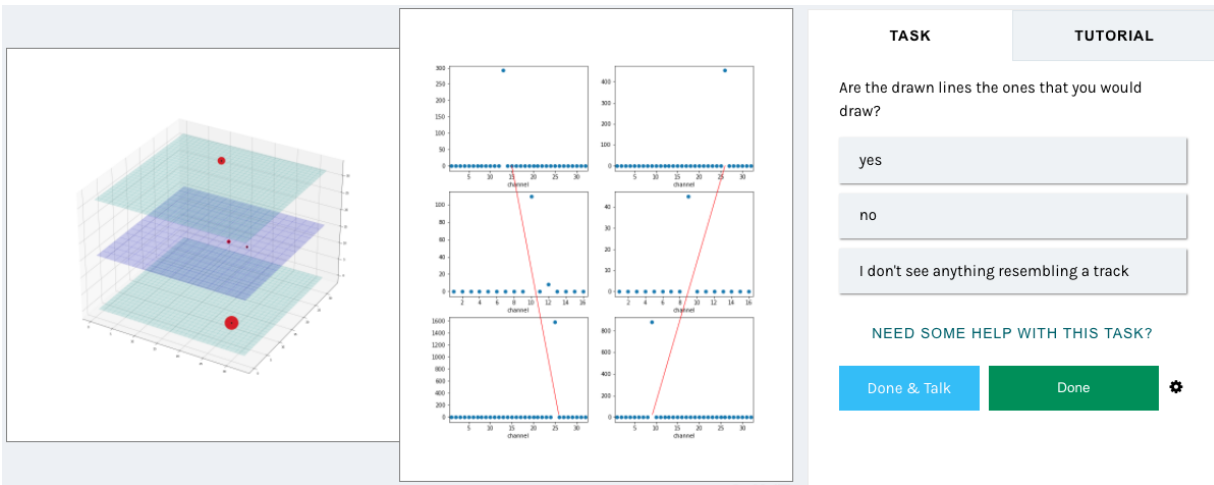 TASK
TUTORIAL
Are the drawn lines the ones that you would
draw?
yes
no
I don't see anything resembling a track
NEED SOME HELP WITH THIS TASK?
Done & Talk
Done
300
250
200
150
100
50
0
5 10 15 20 25 30
channel
400
300
200
100
0
5 10 15 20 25 30
channel
100
80
60
40
20
0
2 4 6 8 10 12 14 16
channel
40
30
20
10
0
2 4 6 8 10 12 14 16
channel
1600
1400
1200
1000
800
600
400
200
0
5 10 15 20 25 30
channel
800
600
400
200
0
5 10 15 20 25 30
channel